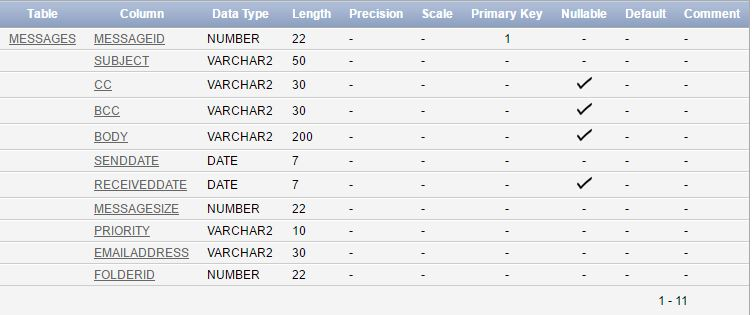 Table Column Data Type Length Precision Scale Primary Key Nullable Default Comment
MESSAGES MESSAGEID NUMBER 22 - - 1 - - -
SUBJECT VARCHAR2 50 - - - - - -
CC VARCHAR2 30 - - - ✓ - -
BCC VARCHAR2 30 - - - ✓ - -
BODY VARCHAR2 200 - - - ✓ - -
SENDDATE DATE 7 - - - - - -
RECEIVEDDATE DATE 7 - - - ✓ - -
MESSAGESIZE NUMBER 22 - - - - - -
PRIORITY VARCHAR2 10 - - - - - -
EMAILADDRESS VARCHAR2 30 - - - - - -
FOLDERID NUMBER 22 - - - - - -
1 - 11